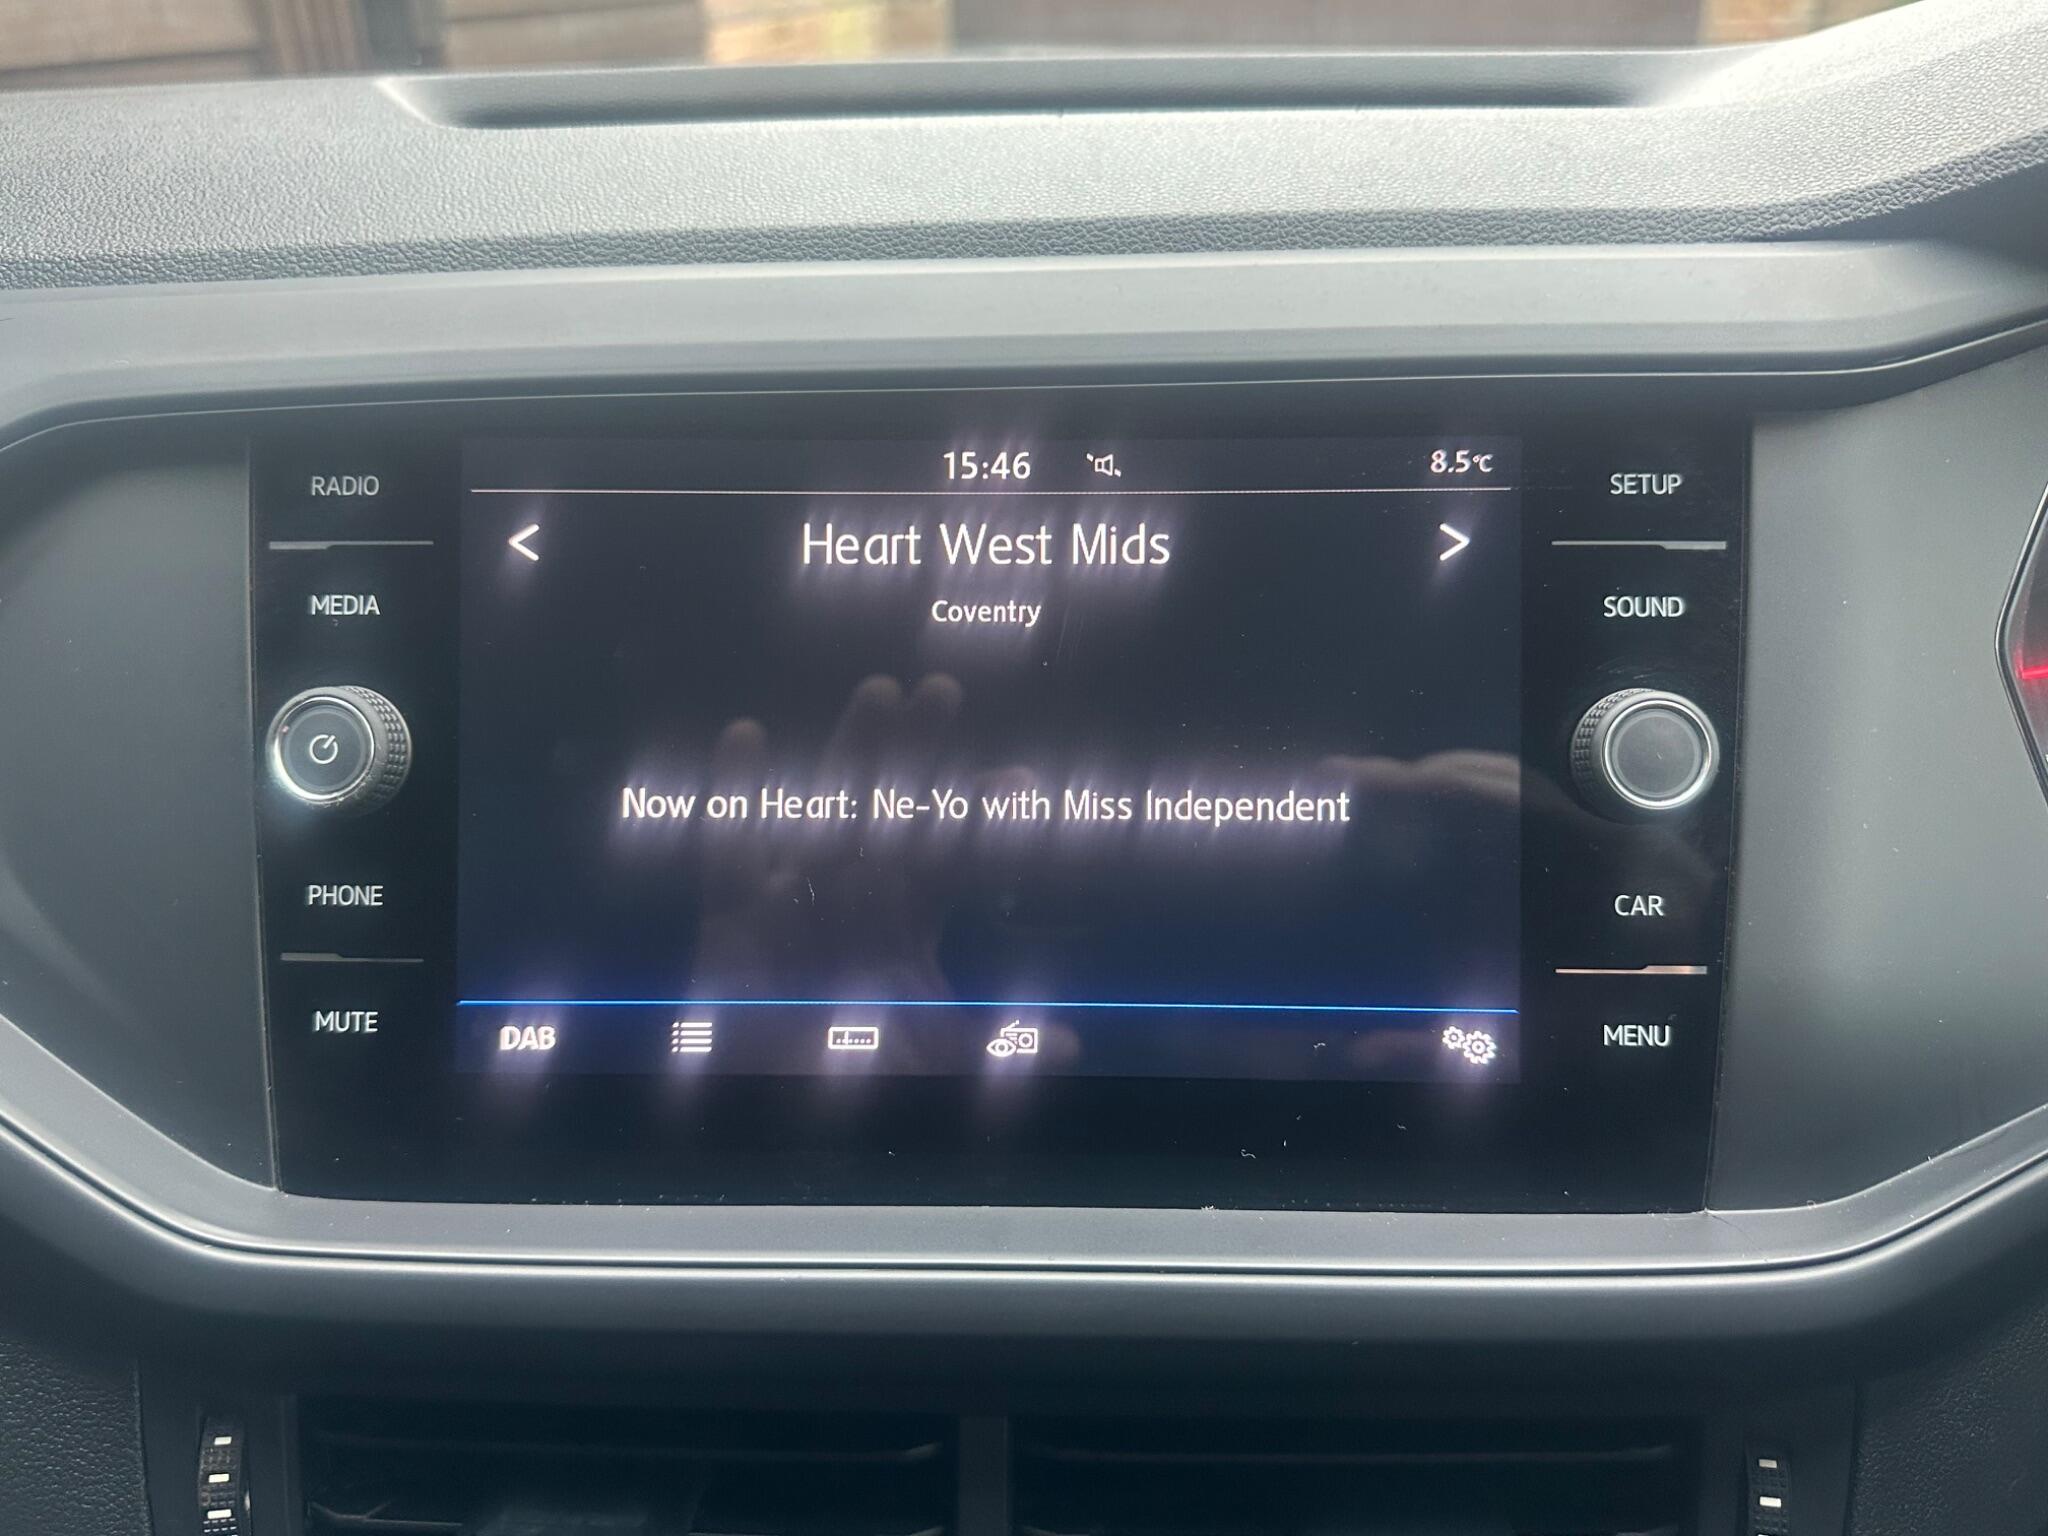 15:46
8.5°C
RADIO
SETUP
< Heart West Mids >
MEDIA
Coventry
SOUND
Now on Heart: Ne-Yo with Miss Independent
PHONE
CAR
MUTE
DAB
MENU